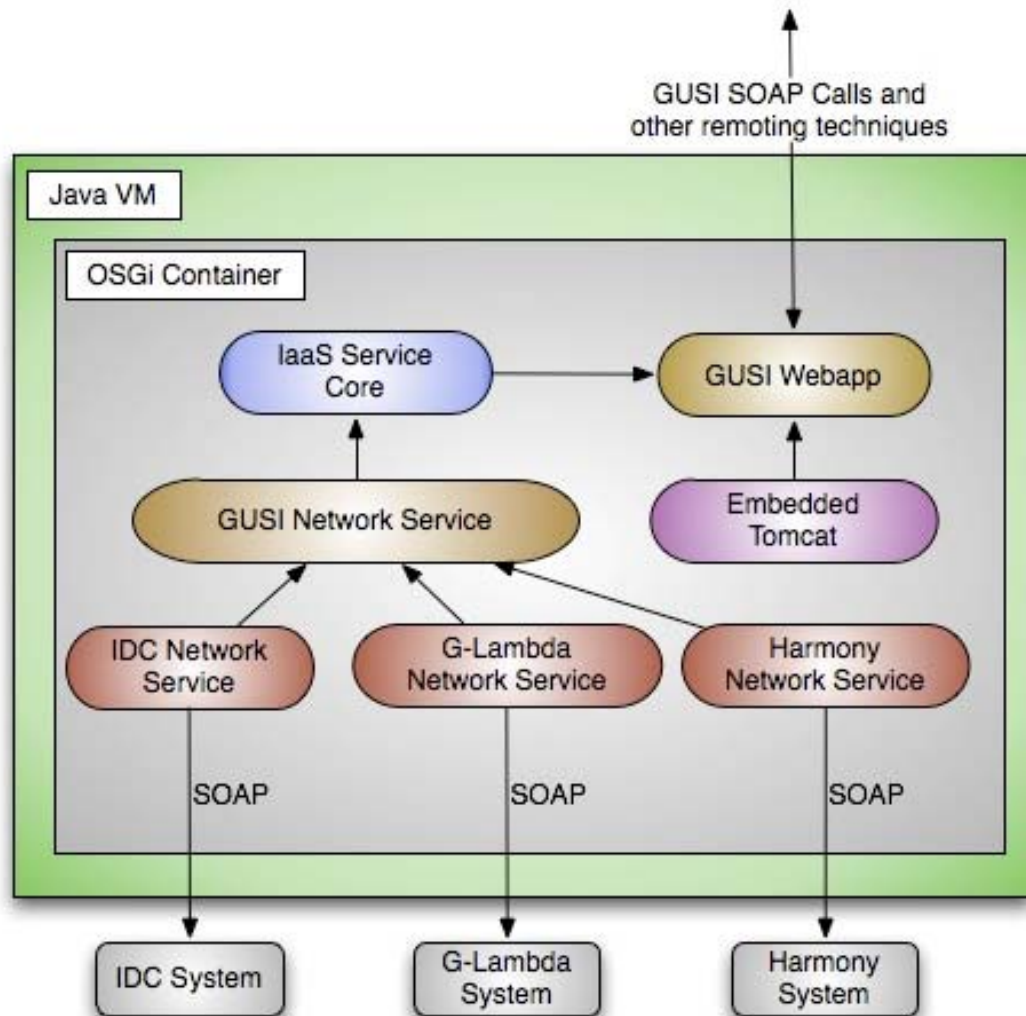 GUSI SOAP Calls and
other remoting techniques
Java VM
OSGi Container
IaaS Service
Core
GUSI Webapp
GUSI Network Service
Embedded
Tomcat
IDC Network
Service
G-Lambda
Network Service
Harmony
Network Service
SOAP
SOAP
SOAP
IDC System
G-Lambda
System
Harmony
System